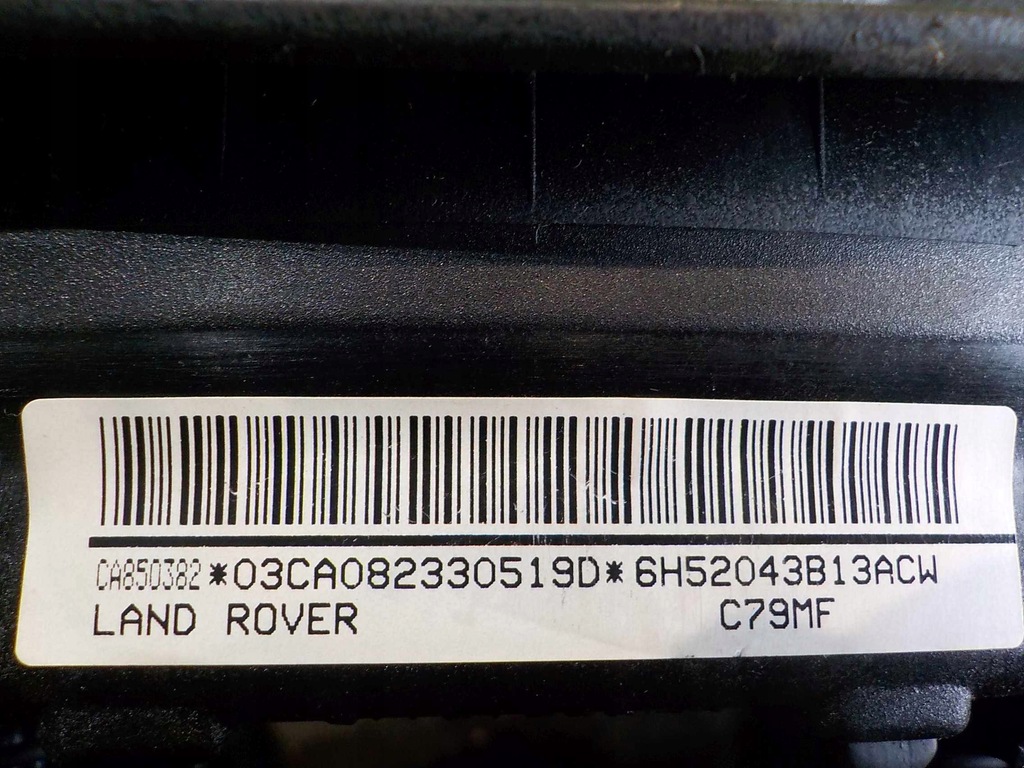 CA850382*03CA082330519D*6H52043B13ACW
LAND ROVER C79MF